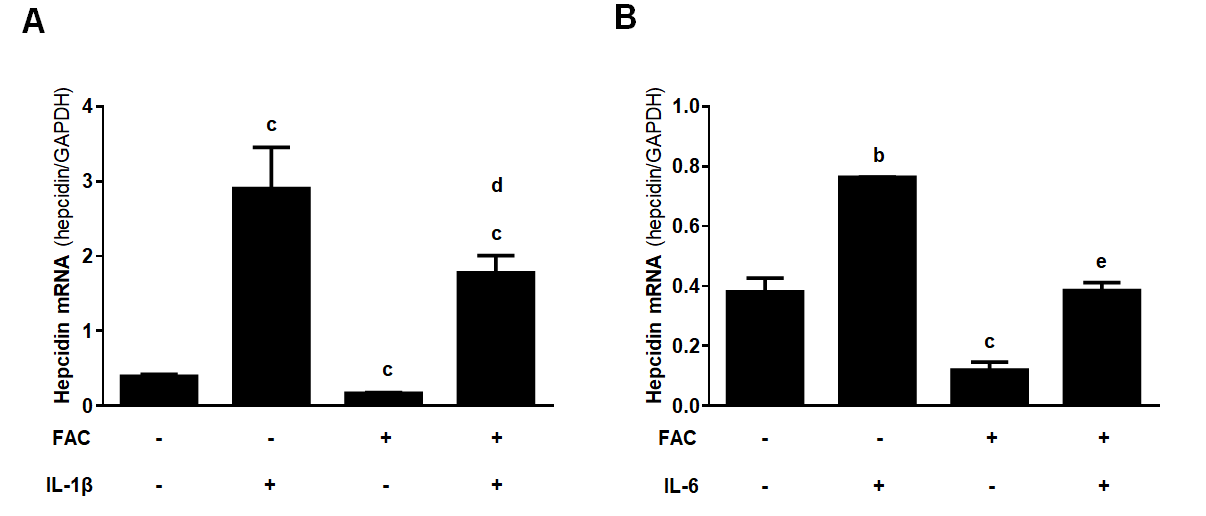 A
Hepcidin mRNA (hepcidin/GAPDH)
4
3
2
1
0
c
c
d
c
FAC - - + +
IL-1β - + - +
B
Hepcidin mRNA (hepcidin/GAPDH)
1.0
0.8
0.6
0.4
0.2
0.0
b
c
e
FAC - - + +
IL-6 - + - +